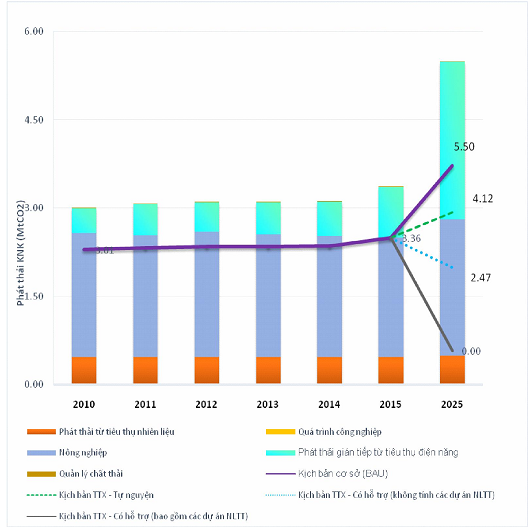 6.00
4.50
3.00
1.50
0.00
Phát thải KNK (MtCO2)
3.01
3.36
5.50
4.12
2.47
0.00
2010 2011 2012 2013 2014 2015 2025
Phát thải từ tiêu thụ nhiên liệu
Quá trình công nghiệp
Nông nghiệp
Phát thải gián tiếp từ tiêu thụ điện năng
Quản lý chất thải
Kịch bản cơ sở (BAU)
Kịch bản TTX - Tự nguyện
Kịch bản TTX - Có hỗ trợ (không tính các dự án NLTT)
Kịch bản TTX - Có hỗ trợ (bao gồm các dự án NLTT)